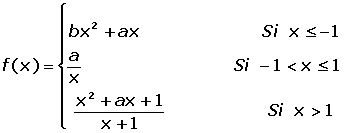 f(x) = { bx² + ax    Si x ≤ -1
a/x    Si -1 < x ≤ 1
(x² + ax + 1)/(x + 1)    Si x > 1